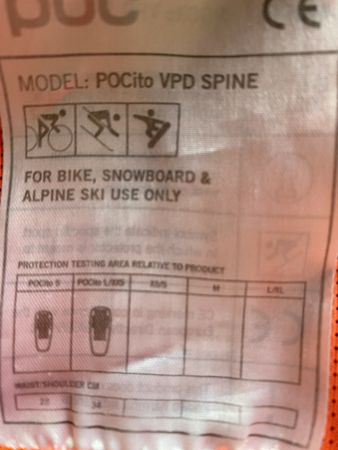 POC CE
MODEL: POCito VPD SPINE
FOR BIKE, SNOWBOARD &
ALPINE SKI USE ONLY
PROTECTION TESTING AREA RELATIVE TO PRODUCT
POCito S POCito L/XXS XS/S M L/XL
WAIST/SHOULDER CM
28 34